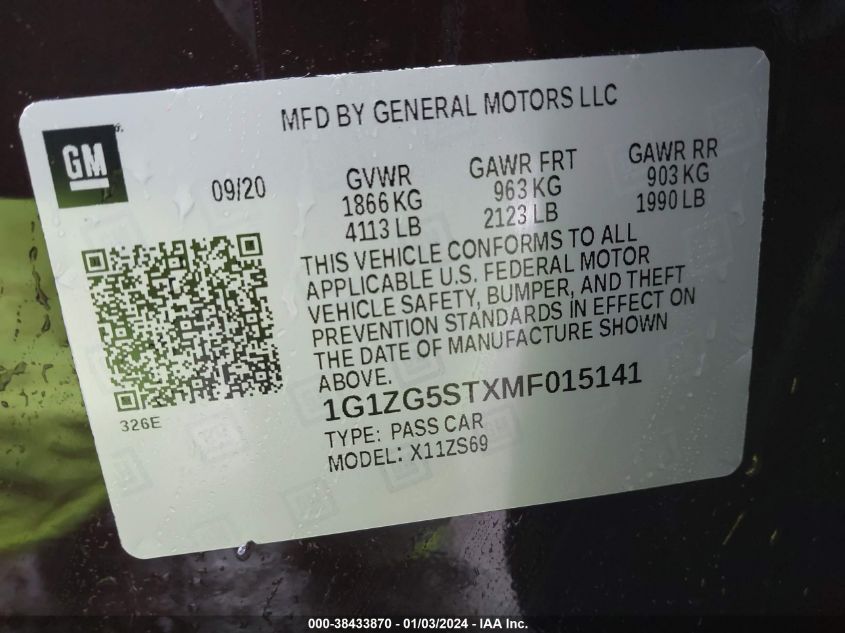 MFD BY GENERAL MOTORS LLC
GM
09/20
GVWR
1866 KG
4113 LB
GAWR FRT
963 KG
2123 LB
GAWR RR
903 KG
1990 LB
THIS VEHICLE CONFORMS TO ALL
APPLICABLE U.S. FEDERAL MOTOR
VEHICLE SAFETY, BUMPER, AND THEFT
PREVENTION STANDARDS IN EFFECT ON
THE DATE OF MANUFACTURE SHOWN
ABOVE.
326E
1G1ZG5STXMF015141
TYPE: PASS CAR
MODEL: X11ZS69
000-38433870 - 01/03/2024 - IAA Inc.